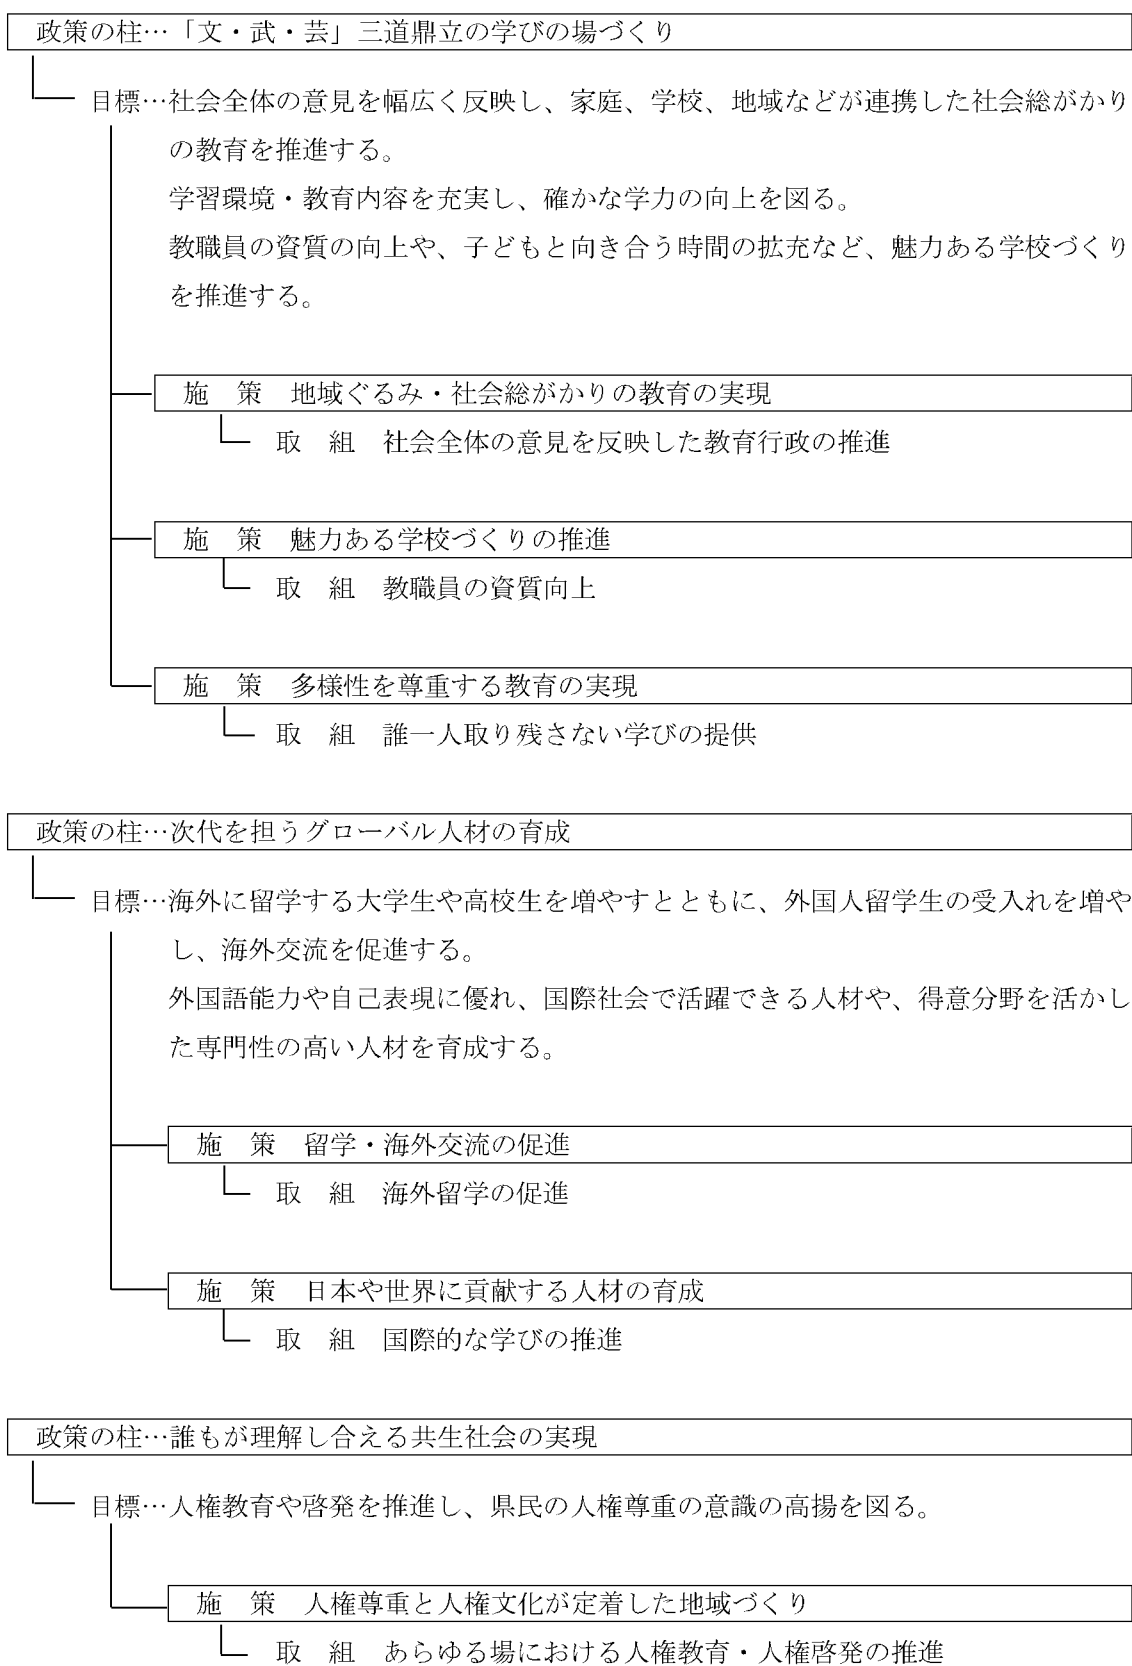 政策の柱…「文・武・芸」三道鼎立の学びの場づくり
目標…社会全体の意見を幅広く反映し、家庭、学校、地域などが連携した社会総がかり
の教育を推進する。
学習環境・教育内容を充実し、確かな学力の向上を図る。
教職員の資質の向上や、子どもと向き合う時間の拡充など、魅力ある学校づくり
を推進する。
施　策　地域ぐるみ・社会総がかりの教育の実現
取　組　社会全体の意見を反映した教育行政の推進
施　策　魅力ある学校づくりの推進
取　組　教職員の資質向上
施　策　多様性を尊重する教育の実現
取　組　誰一人取り残さない学びの提供
政策の柱…次代を担うグローバル人材の育成
目標…海外に留学する大学生や高校生を増やすとともに、外国人留学生の受入れを増や
し、海外交流を促進する。
外国語能力や自己表現に優れ、国際社会で活躍できる人材や、得意分野を活かし
た専門性の高い人材を育成する。
施　策　留学・海外交流の促進
取　組　海外留学の促進
施　策　日本や世界に貢献する人材の育成
取　組　国際的な学びの推進
政策の柱…誰もが理解し合える共生社会の実現
目標…人権教育や啓発を推進し、県民の人権尊重の意識の高揚を図る。
施　策　人権尊重と人権文化が定着した地域づくり
取　組　あらゆる場における人権教育・人権啓発の推進